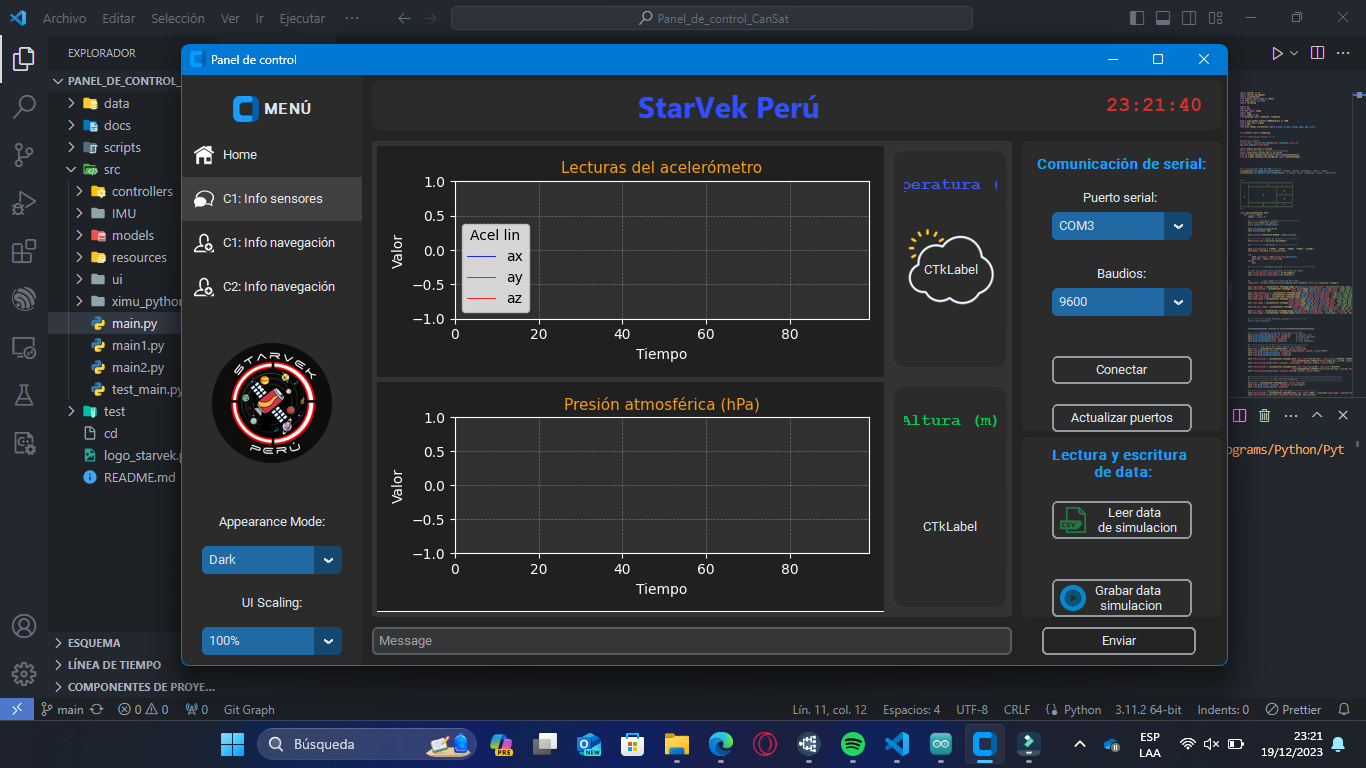 Archivo Editar Selección Ver Ir Ejecutar ···
Panel_de_control_CanSat
EXPLORADOR
PANEL_DE_CONTROL_
data
docs
scripts
src
controllers
IMU
models
resources
ui
ximu_python
main.py
main1.py
main2.py
test_main.py
test
cd
logo_starvek.
README.md
ESQUEMA
LÍNEA DE TIEMPO
COMPONENTES DE PROYE...
Panel de control
MENÚ
Home
C1: Info sensores
C1: Info navegación
C2: Info navegación
STARVEK
PERÚ
Appearance Mode:
Dark
UI Scaling:
100%
StarVek Perú
23:21:40
Lecturas del acelerómetro
1.0
0.5
0.0
−0.5
−1.0
Valor
Acel lin
ax
ay
az
0 20 40 60 80
Tiempo
Presión atmosférica (hPa)
1.0
0.5
0.0
−0.5
−1.0
Valor
0 20 40 60 80
Tiempo
peratura (
CTkLabel
Altura (m)
CTkLabel
Comunicación de serial:
Puerto serial:
COM3
Baudios:
9600
Conectar
Actualizar puertos
Lectura y escritura
de data:
CSV
Leer data
de simulacion
Grabar data
simulacion
Message
Enviar
ograms/Python/Pyt
main 0 0 0 Git Graph
Lín. 11, col. 12 Espacios: 4 UTF-8 CRLF Python 3.11.2 64-bit Indents: 0 Prettier
Búsqueda
PRE
NEW
ESP
LAA
23:21
19/12/2023